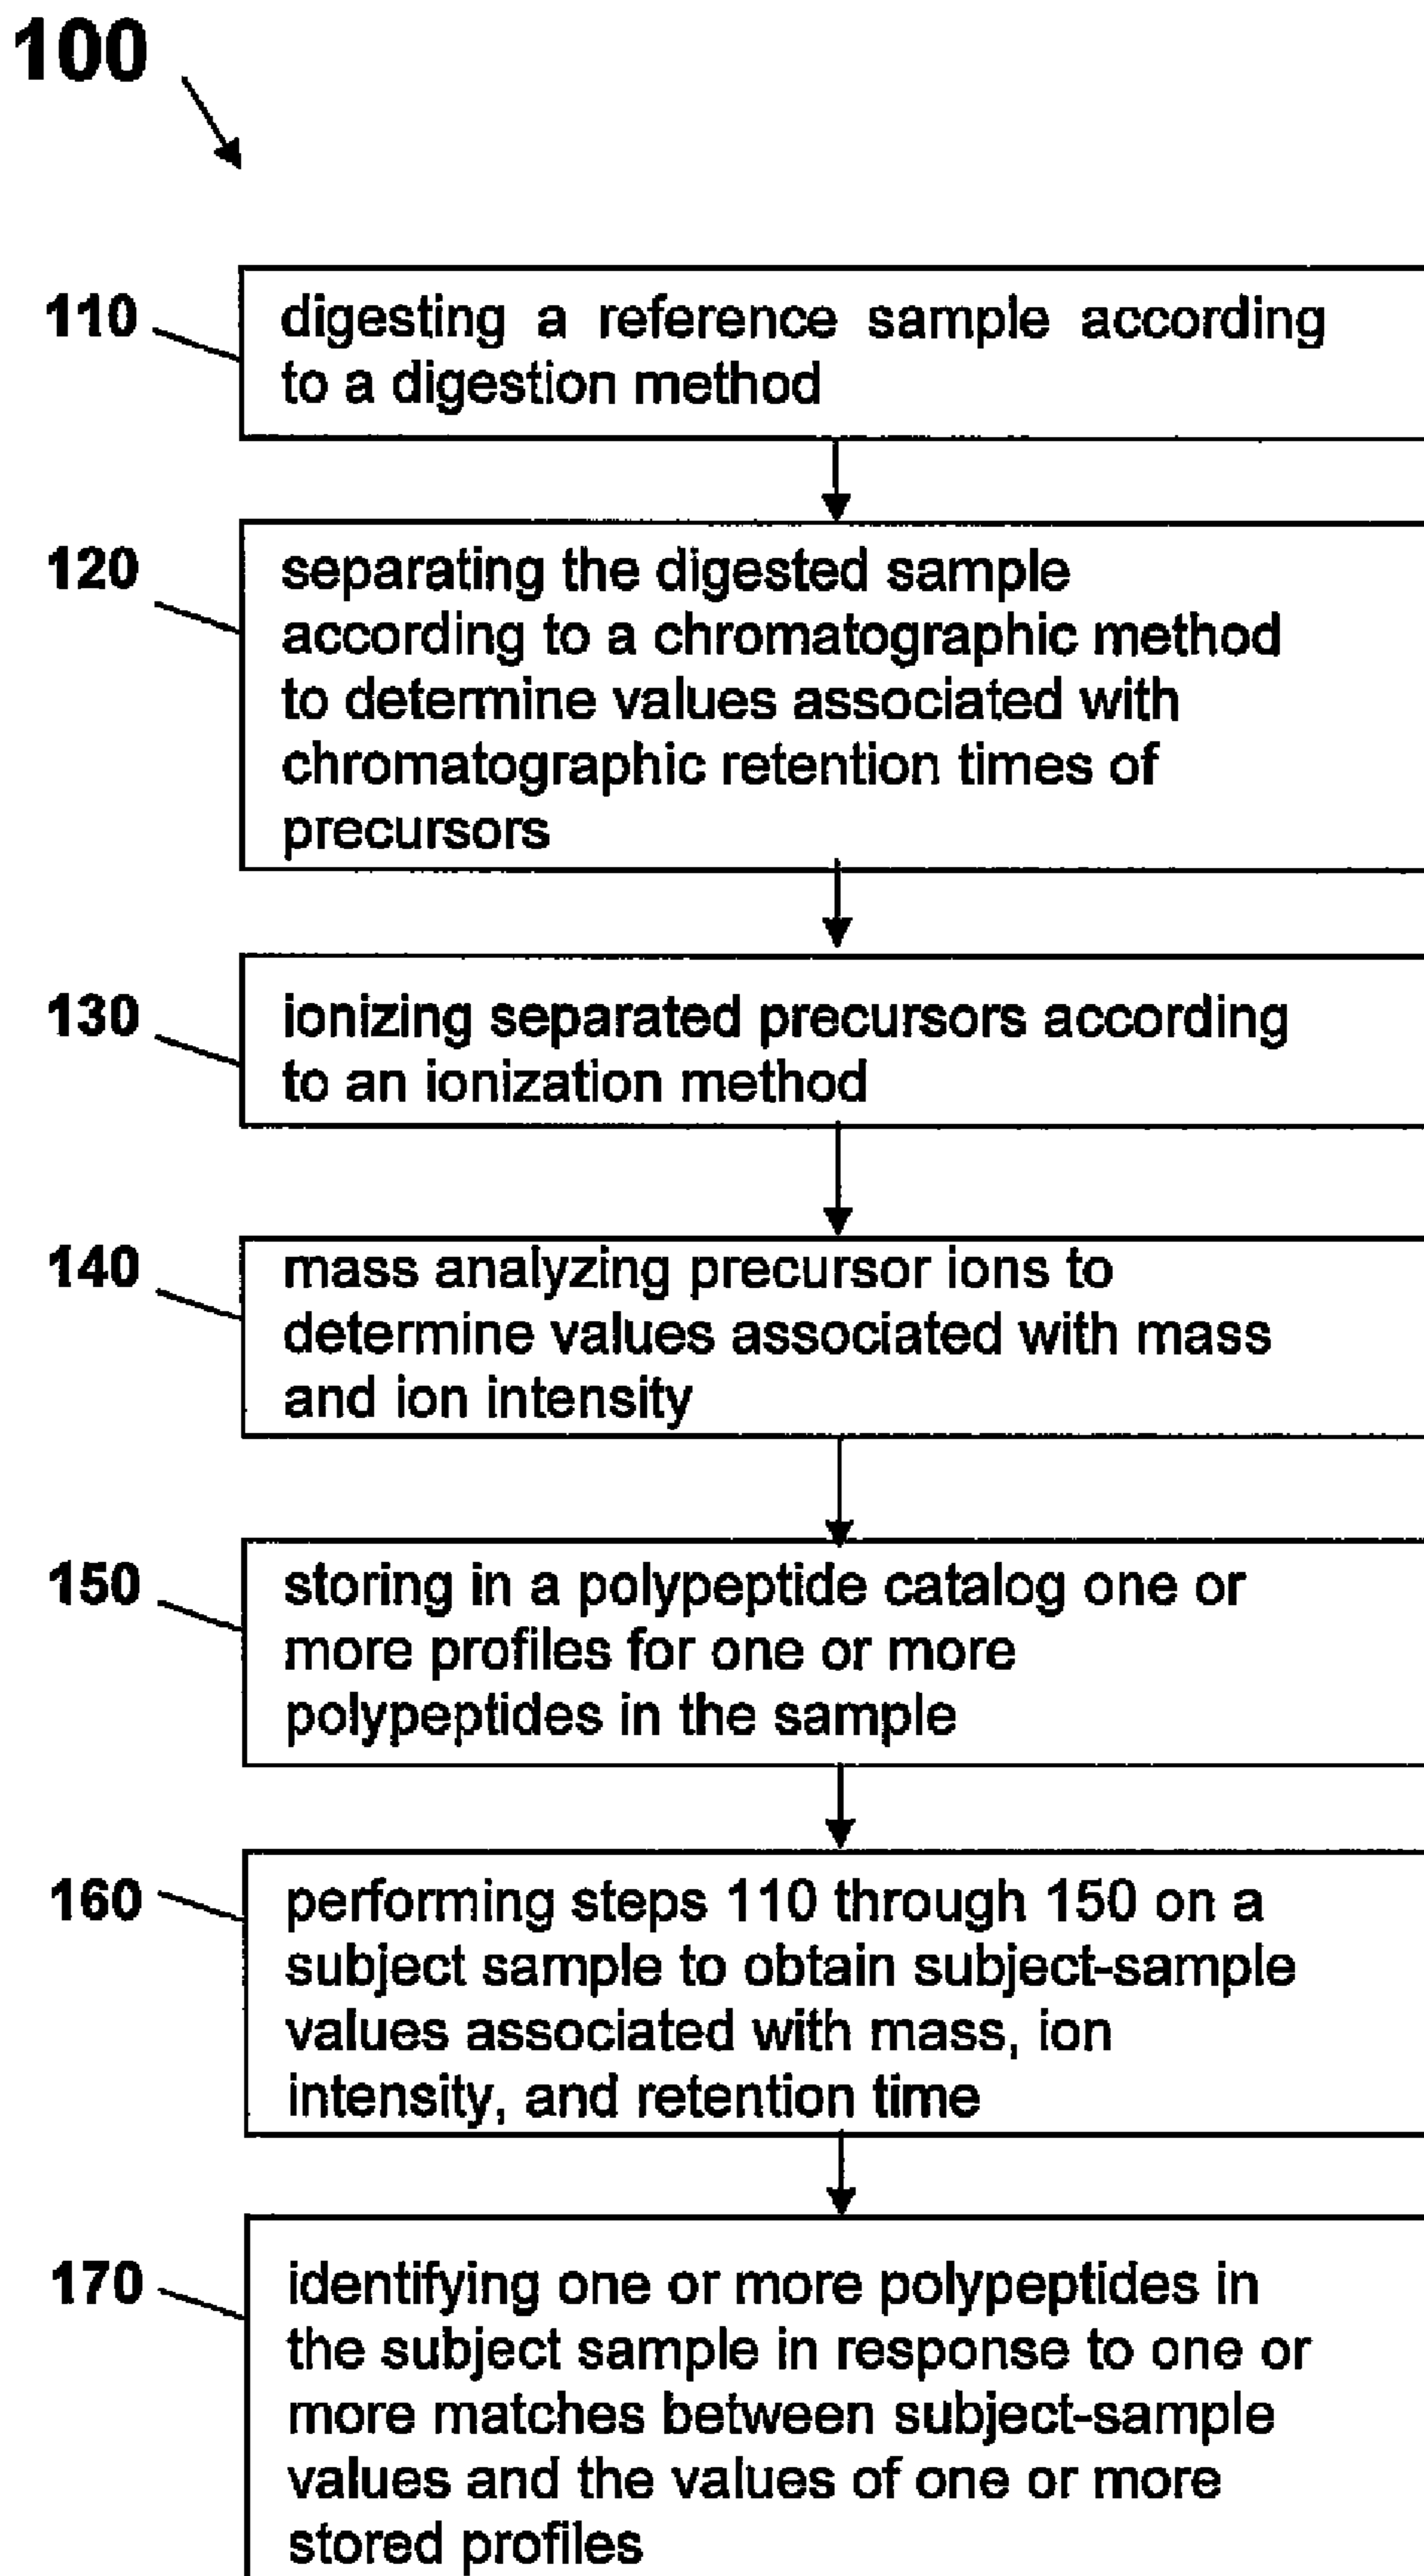 100
110
digesting a reference sample according
to a digestion method
120
separating the digested sample
according to a chromatographic method
to determine values associated with
chromatographic retention times of
precursors
130
ionizing separated precursors according
to an ionization method
140
mass analyzing precursor ions to
determine values associated with mass
and ion intensity
150
storing in a polypeptide catalog one or
more profiles for one or more
polypeptides in the sample
160
performing steps 110 through 150 on a
subject sample to obtain subject-sample
values associated with mass, ion
intensity, and retention time
170
identifying one or more polypeptides in
the subject sample in response to one or
more matches between subject-sample
values and the values of one or more
stored profiles